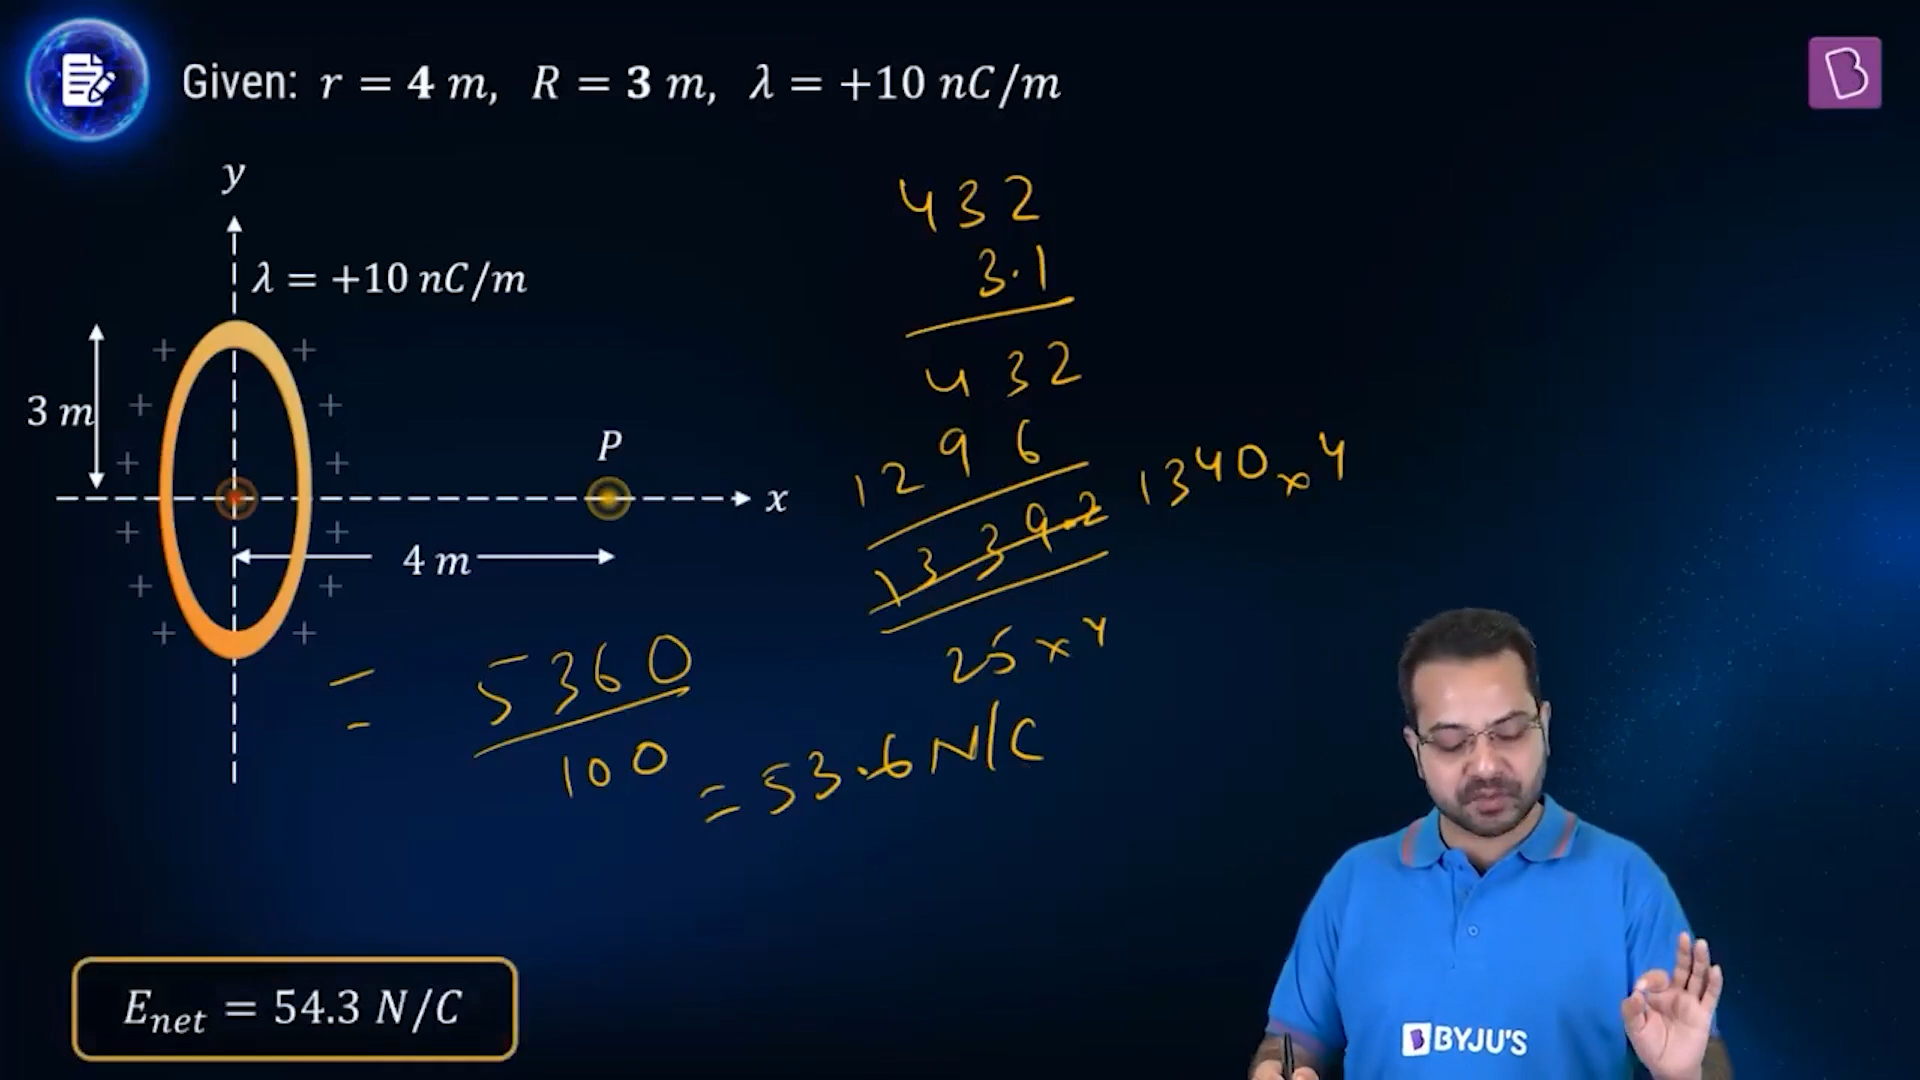 Given: r = 4 m, R = 3 m, λ = +10 nC/m
y
λ = +10 nC/m
3 m
P
x
4 m
432
3.1
432
1296
1339.2
1340 x 4
25 x 4
= 5360
100
= 53.6 N/C
E_net = 54.3 N/C
BYJU'S